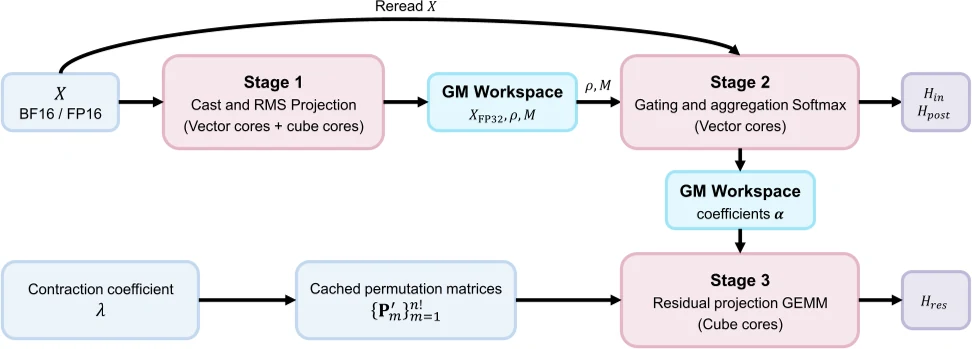 Reread X
X
BF16 / FP16
Stage 1
Cast and RMS Projection
(Vector cores + cube cores)
GM Workspace
X_FP32, ρ, M
ρ, M
Stage 2
Gating and aggregation Softmax
(Vector cores)
H_in
H_post
GM Workspace
coefficients α
Contraction coefficient
λ
Cached permutation matrices
{P′_m}^{n!}_{m=1}
Stage 3
Residual projection GEMM
(Cube cores)
H_res